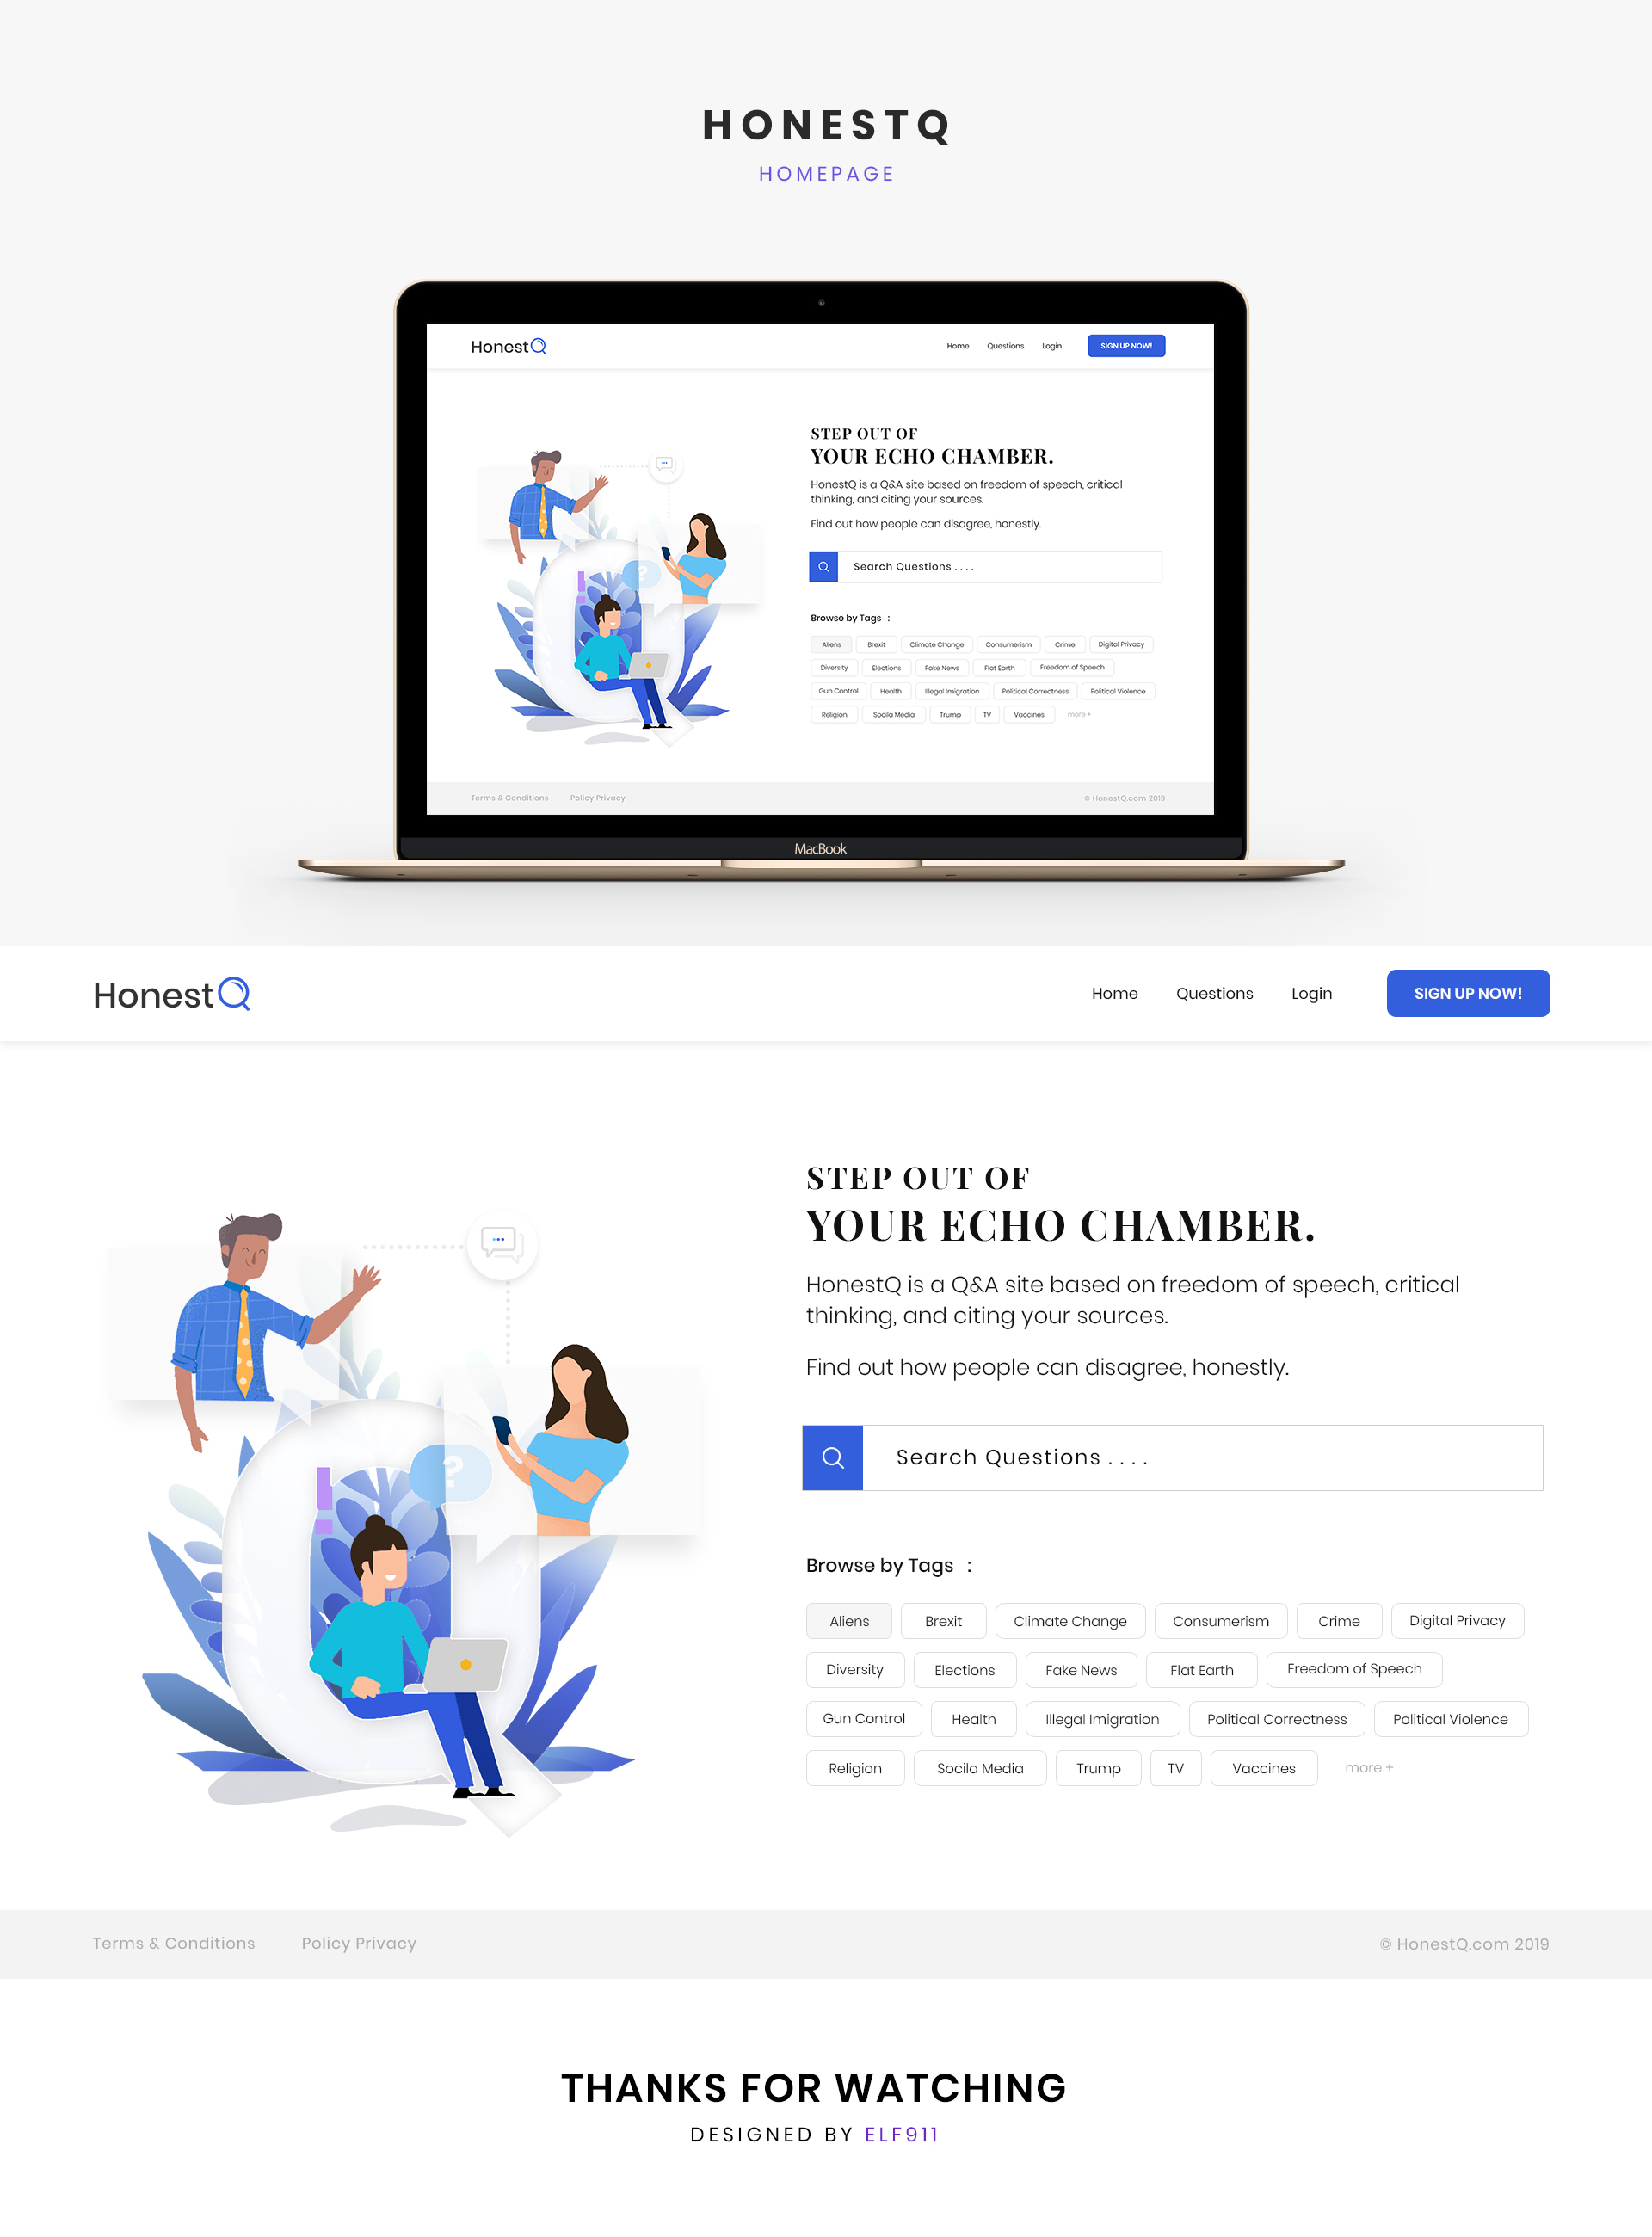 HONESTQ
HOMEPAGE
HonestQ
Home Questions Login SIGN UP NOW!
STEP OUT OF
YOUR ECHO CHAMBER.
HonestQ is a Q&A site based on freedom of speech, critical
thinking, and citing your sources.
Find out how people can disagree, honestly.
Search Questions . . . .
Browse by Tags :
Aliens Brexit Climate Change Consumerism Crime Digital Privacy
Diversity Elections Fake News Flat Earth Freedom of Speech
Gun Control Health Illegal Imigration Political Correctness Political Violence
Religion Socila Media Trump TV Vaccines more +
Terms & Conditions Policy Privacy © HonestQ.com 2019
MacBook
HonestQ
Home Questions Login SIGN UP NOW!
STEP OUT OF
YOUR ECHO CHAMBER.
HonestQ is a Q&A site based on freedom of speech, critical
thinking, and citing your sources.
Find out how people can disagree, honestly.
?
Search Questions . . . .
Browse by Tags :
Aliens Brexit Climate Change Consumerism Crime Digital Privacy
Diversity Elections Fake News Flat Earth Freedom of Speech
Gun Control Health Illegal Imigration Political Correctness Political Violence
Religion Socila Media Trump TV Vaccines more +
Terms & Conditions Policy Privacy © HonestQ.com 2019
THANKS FOR WATCHING
DESIGNED BY ELF911